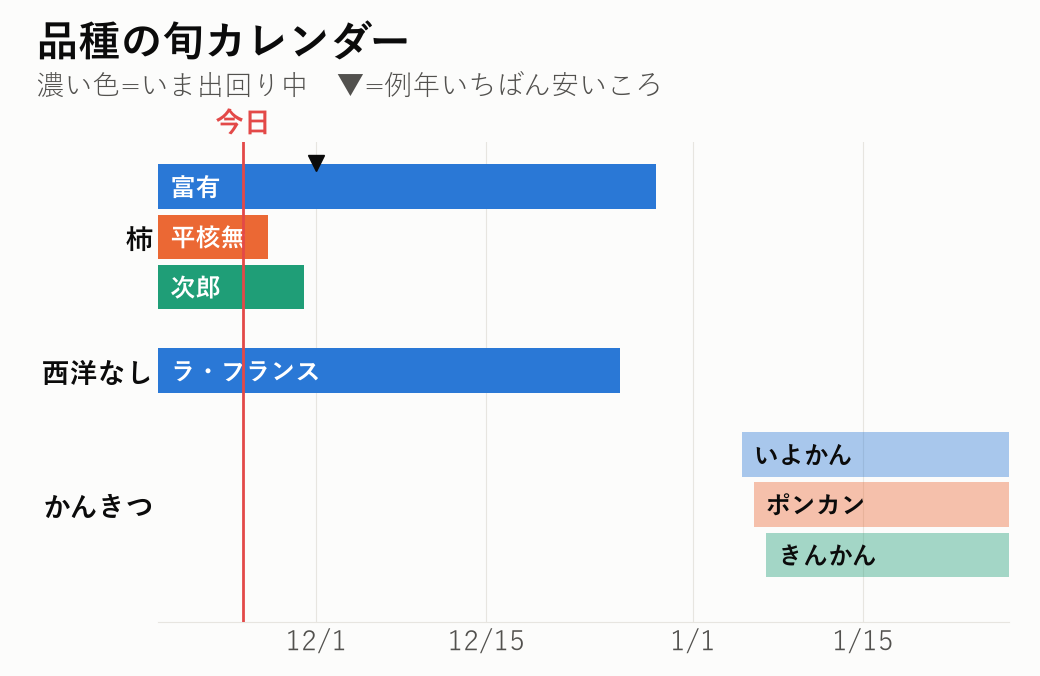 品種の旬カレンダー
濃い色=いま出回り中　▼=例年いちばん安いころ
今日
富有
柿
平核無
次郎
西洋なし
ラ・フランス
いよかん
かんきつ
ポンカン
きんかん
12/1
12/15
1/1
1/15